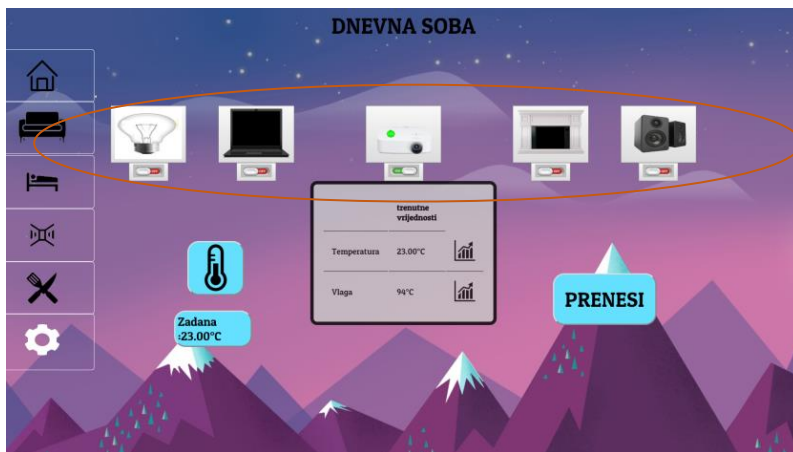 DNEVNA SOBA
trenutne
vrijednosti
Temperatura 23.00°C
Vlaga 94°C
Zadana
:23.00°C
PRENESI